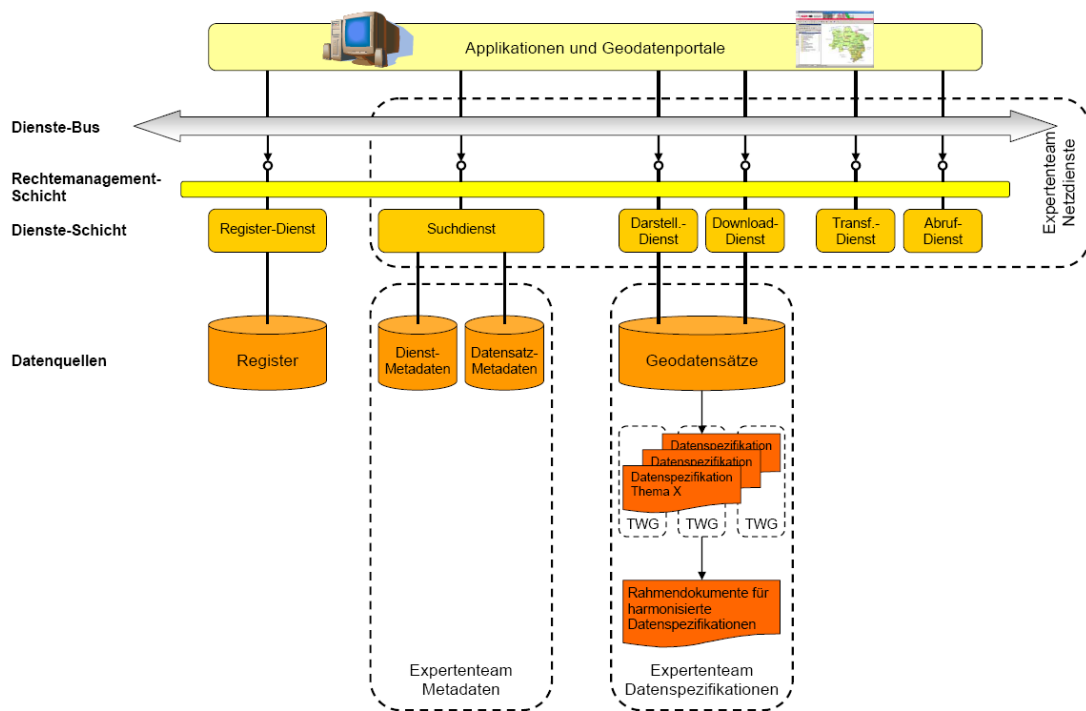 Applikationen und Geodatenportale
Dienste-Bus
Rechtemanagement-
Schicht
Expertenteam
Netzdienste
Dienste-Schicht
Register-Dienst
Suchdienst
Darstell.-
Dienst
Download-
Dienst
Transf.-
Dienst
Abruf-
Dienst
Datenquellen
Register
Dienst-
Metadaten
Datensatz-
Metadaten
Geodatensätze
Datenspezifikation
Datenspezifikation
Datenspezifikation
Thema X
TWG
TWG
TWG
Rahmendokumente für
harmonisierte
Datenspezifikationen
Expertenteam
Metadaten
Expertenteam
Datenspezifikationen